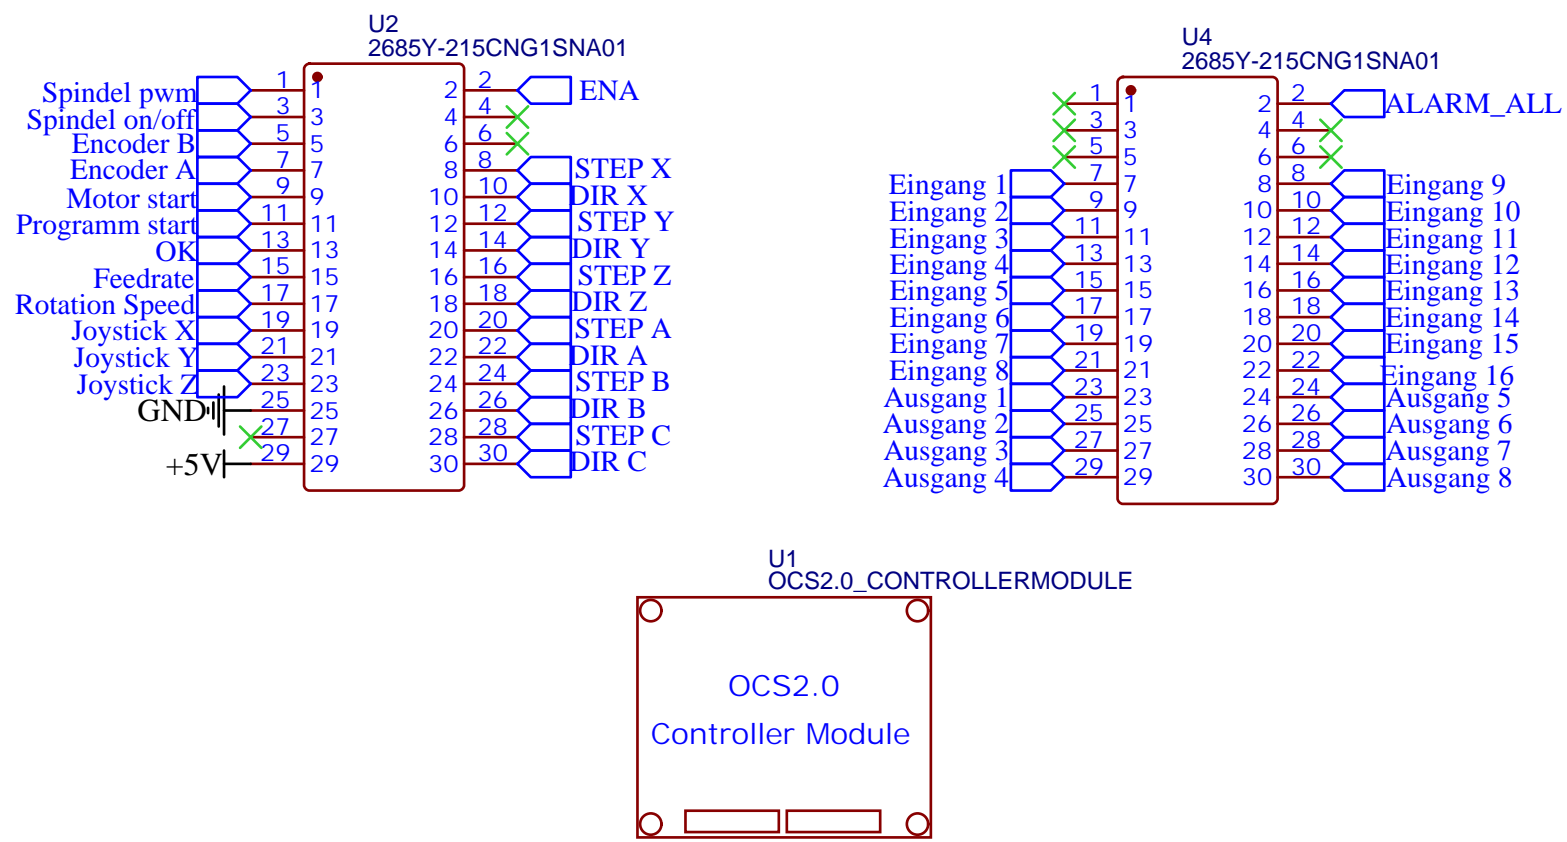 U2
2685Y-215CNG1SNA01
Spindel pwm 1 1 2 2 ENA
Spindel on/off 3 3 4 4
Encoder B 5 5 6 6
Encoder A 7 7 8 8 STEP X
Motor start 9 9 10 10 DIR X
Programm start 11 11 12 12 STEP Y
OK 13 13 14 14 DIR Y
Feedrate 15 15 16 16 STEP Z
Rotation Speed 17 17 18 18 DIR Z
Joystick X 19 19 20 20 STEP A
Joystick Y 21 21 22 22 DIR A
Joystick Z 23 23 24 24 STEP B
GND 25 25 26 26 DIR B
27 27 28 28 STEP C
+5V 29 29 30 30 DIR C
U4
2685Y-215CNG1SNA01
1 1 2 2 ALARM_ALL
3 3 4 4
5 5 6 6
Eingang 1 7 7 8 8 Eingang 9
Eingang 2 9 9 10 10 Eingang 10
Eingang 3 11 11 12 12 Eingang 11
Eingang 4 13 13 14 14 Eingang 12
Eingang 5 15 15 16 16 Eingang 13
Eingang 6 17 17 18 18 Eingang 14
Eingang 7 19 19 20 20 Eingang 15
Eingang 8 21 21 22 22 Eingang 16
Ausgang 1 23 23 24 24 Ausgang 5
Ausgang 2 25 25 26 26 Ausgang 6
Ausgang 3 27 27 28 28 Ausgang 7
Ausgang 4 29 29 30 30 Ausgang 8
U1
OCS2.0_CONTROLLERMODULE
OCS2.0
Controller Module